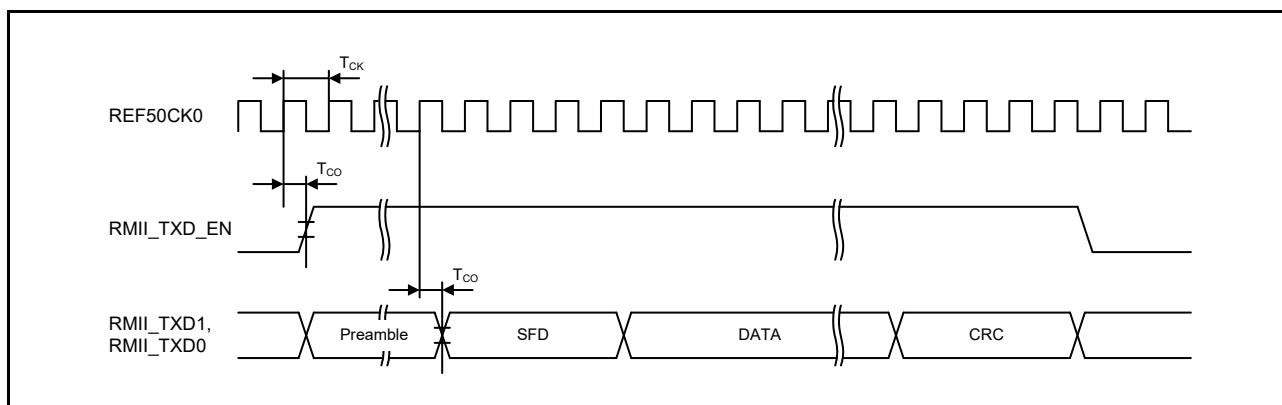 TCK
REF50CK0
TCO
RMII_TXD_EN
TCO
RMII_TXD1,
RMII_TXD0
Preamble
SFD
DATA
CRC